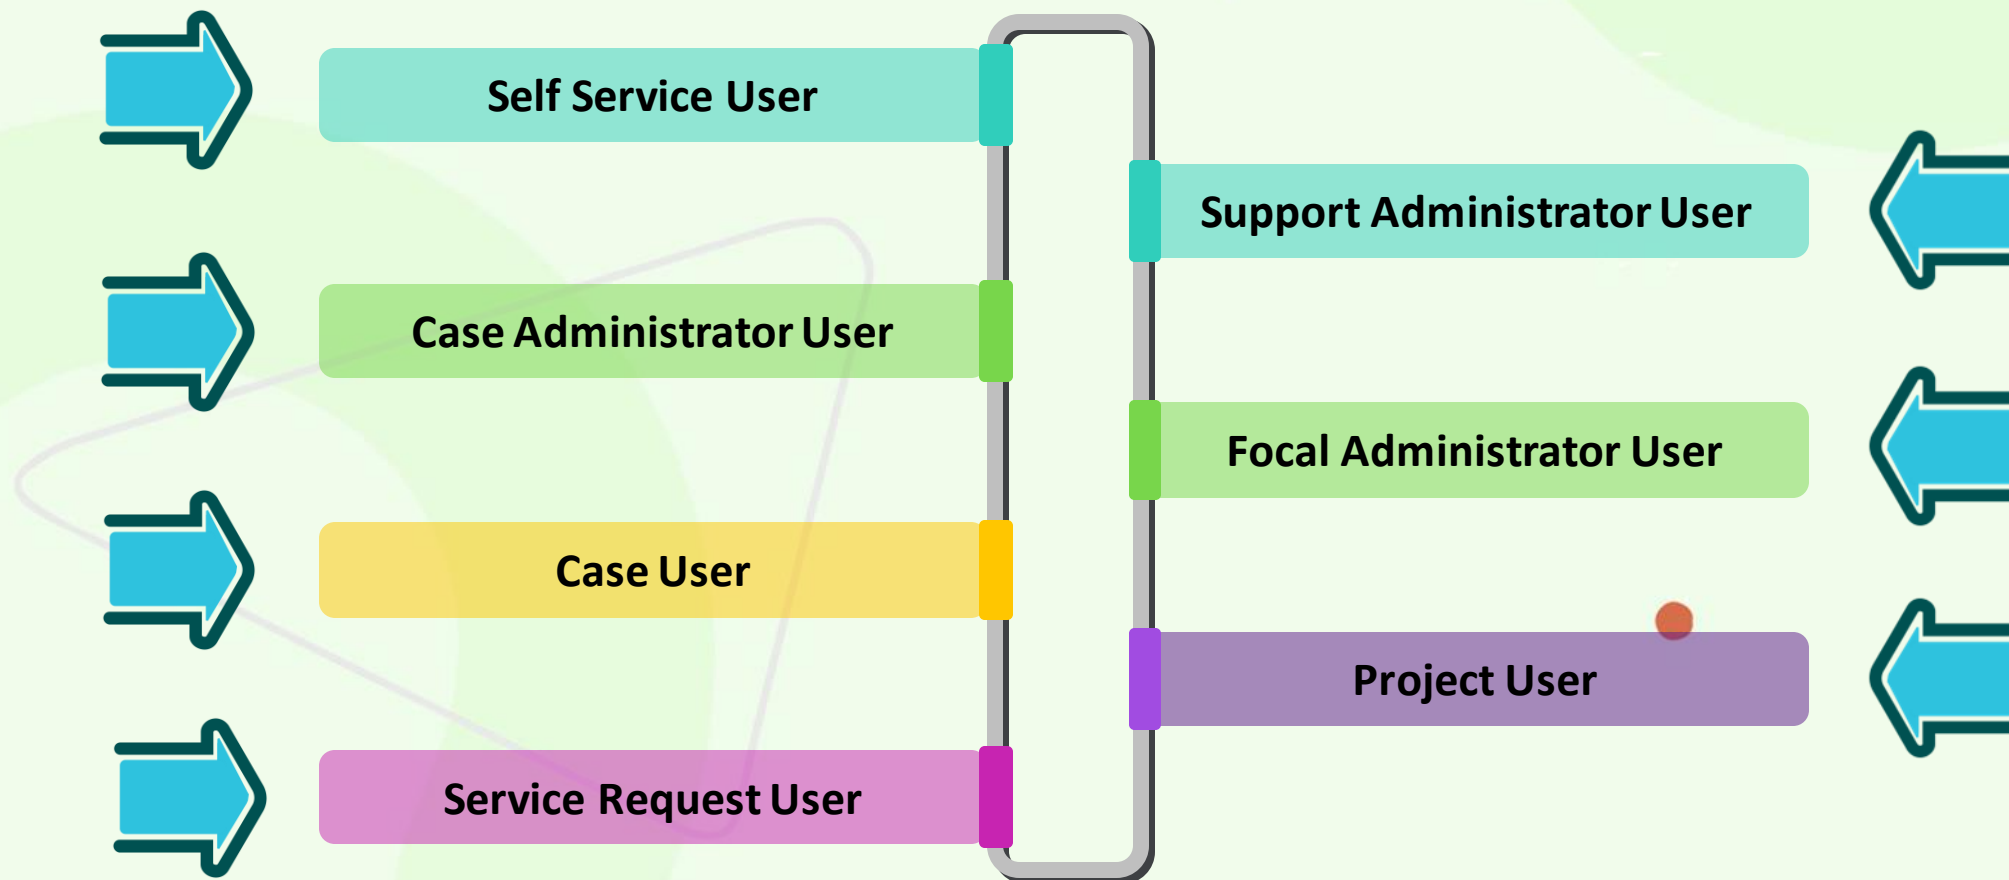 Self Service User
Support Administrator User
Case Administrator User
Focal Administrator User
Case User
Project User
Service Request User